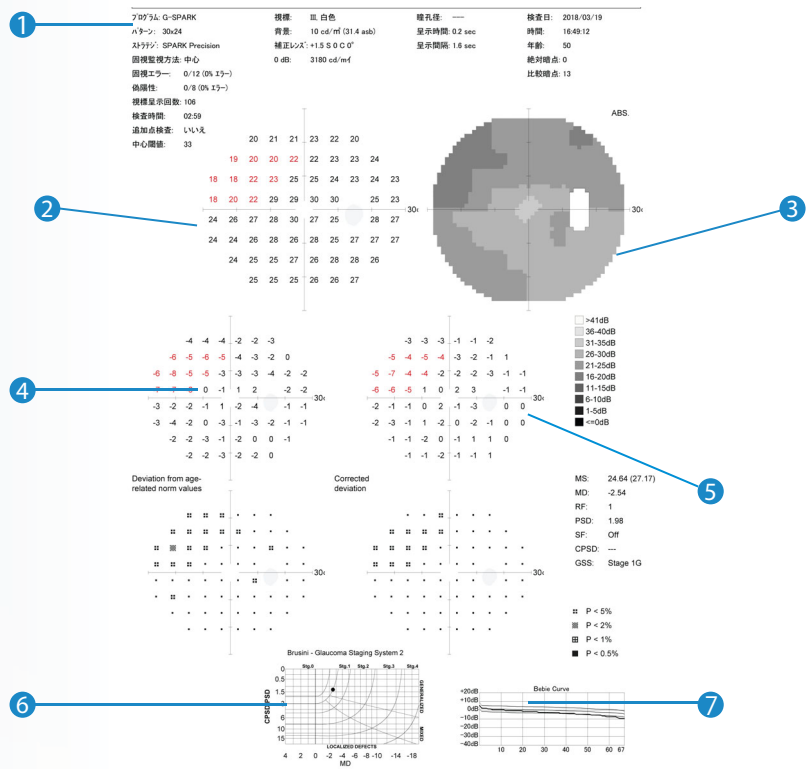 1
プログラム: G-SPARK 視標: III. 白色 瞳孔径: --- 検査日: 2018/03/19
パターン: 30x24 背景: 10 cd/㎡ (31.4 asb) 呈示時間: 0.2 sec 時間: 16:49:12
ストラテジ: SPARK Precision 補正レンズ: +1.5 S 0 C 0° 呈示間隔: 1.6 sec 年齢: 50
固視監視方法: 中心 0 dB: 3180 cd/㎡ 絶対暗点: 0
固視エラー: 0/12 (0% エラー) 比較暗点: 13
偽陽性: 0/8 (0% エラー)
視標呈示回数: 106
検査時間: 02:59
追加点検査: いいえ
中心閾値: 33
ABS.
20 21 21 23 22 20
19 20 20 22 22 23 23 24
18 18 22 23 25 25 24 23 24 23
18 20 22 29 29 30 30 25 23
2 30 30 3
24 26 27 28 30 27 25 28 27
24 24 26 28 26 28 25 27 27 27
24 25 27 25 28 26 28 26
25 25 26 26 26 27
>41dB
36-40dB
31-35dB
26-30dB
21-25dB
16-20dB
11-15dB
6-10dB
1-5dB
<=0dB
-4 -4 -4 -2 -2 -3
-6 -5 -6 -5 -4 -3 -2 0
-6 -8 -5 -5 -3 -3 -3 -4 -2 -2
0 -1 1 2 -2 -2
4 30
-3 -2 -2 -1 1 -2 -4 -1 -1
-3 -4 -2 0 -3 0 -2 -1 0 -1
-2 -2 -3 -1 -2 0 0 -1
-2 -2 -3 -2 -2 0
-3 -3 -3 -1 -1 -2
-5 -4 -5 -4 -3 -2 -1 1
-5 -7 -4 -4 -2 -2 -2 -3 -1 -1
-6 -6 -5 1 0 2 3 -1 -1
30
-2 -1 -1 0 2 -1 -3 0 0
-2 -3 -1 1 -2 0 -1 0 0 0
-1 -1 -2 0 -1 1 1 0
-1 -1 -2 -1 -1 1
5
Deviation from age-
related norm values
30
Corrected
deviation
30
MS: 24.64 (27.17)
MD: -2.54
RF: 1
PSD: 1.98
SF: Off
CPSD: ---
GSS: Stage 1G
P < 5%
P < 2%
P < 1%
P < 0.5%
Brusini - Glaucoma Staging System 2
Stg.0 Stg.1 Stg.2 Stg.3 Stg.4
0
0.5
1.5
6
10
15
6
CPSD/PSD
GENERALIZED
MIXED
LOCALIZED DEFECTS
4 2 0 -2 -4 -6 -8 -10 -14 -18
MD
Bebie Curve
+20dB
+10dB
0dB
-10dB
-20dB
-30dB
-40dB
7
10 20 30 40 50 60 67